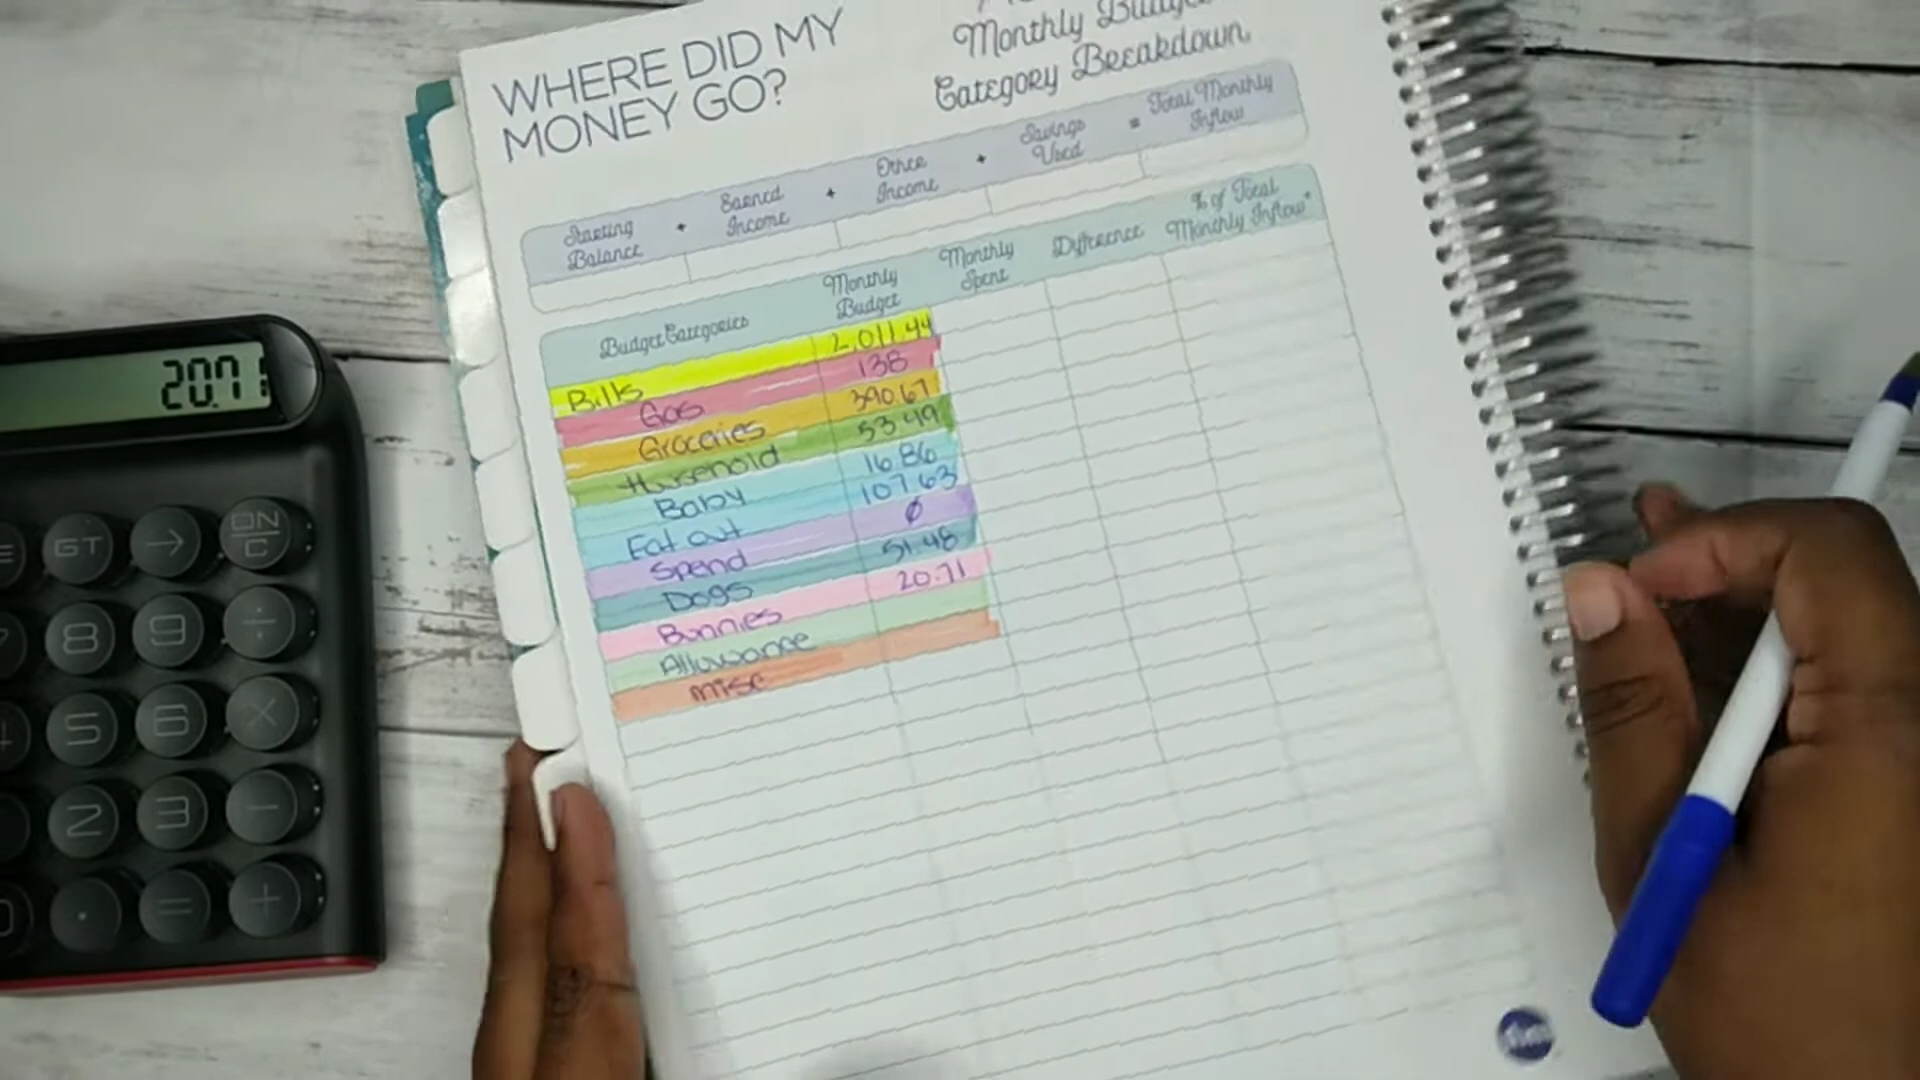 WHERE DID MY
MONEY GO?
Monthly Budget
Category Breakdown
Starting Balance + Earned Income + Other Income + Savings Used = Total Monthly Inflow
Budget Categories Monthly Budget Monthly Spent Difference % of Total Monthly Inflow*
Bills 2,011.44
Gas 138
Groceries 390.67
Household 53.49
Baby 16.86
Eat out 107.63
Spend Ø
Dogs 51.48
Bunnies 20.71
Allowance
misc
20.71
GT → ON/C
8 9 ÷
5 6 ×
2 3 −
. = +